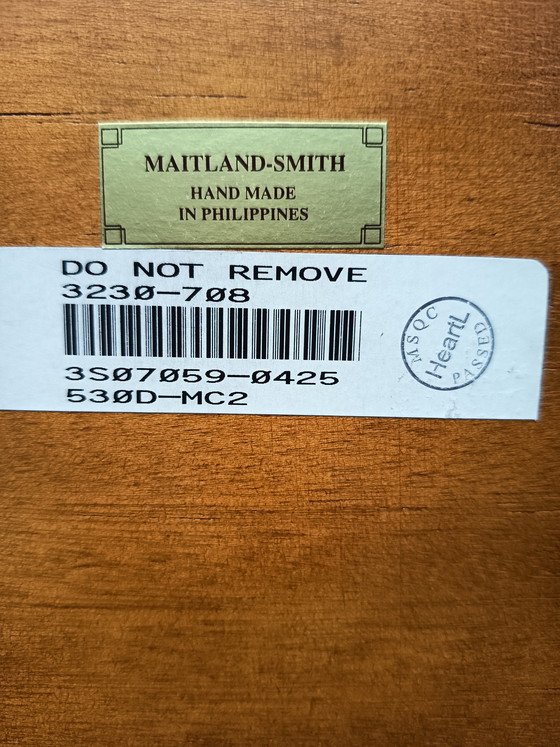 MAITLAND-SMITH
HAND MADE
IN PHILIPPINES
DO NOT REMOVE
3230-708
3S07059-0425
530D-MC2
MSQC
HeartL
PASSED